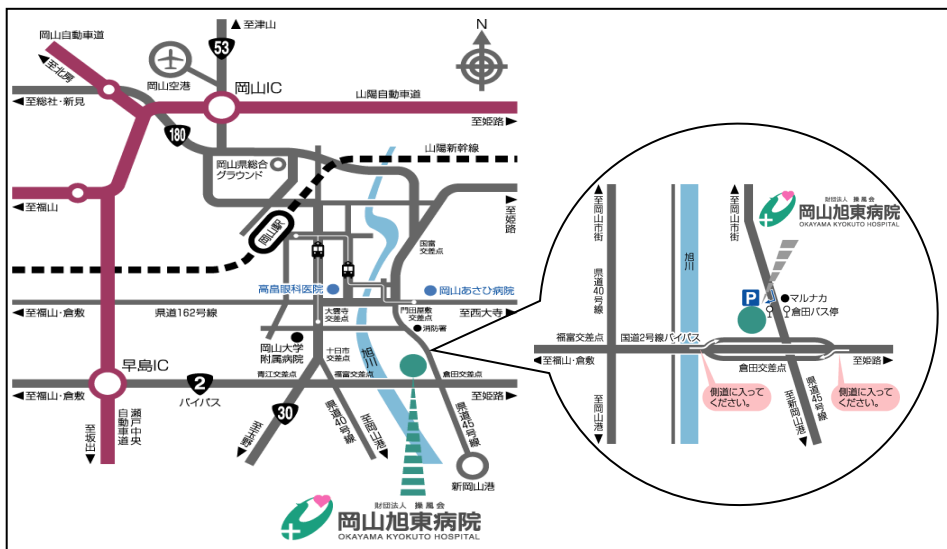 岡山自動車道
至北房
至津山
53
岡山空港
岡山IC
N
至総社・新見
山陽自動車道
至姫路
180
山陽新幹線
岡山県総合
グラウンド
至福山
岡山駅
至姫路
国富
交差点
高畠眼科医院
岡山あさひ病院
至福山・倉敷
県道162号線
大雲寺
交差点
門田屋敷
交差点
至西大寺
消防署
岡山大学
附属病院
十日市
交差点
旭川
早島IC
青江交差点
福富交差点
倉田交差点
至福山・倉敷
2
バイパス
至姫路
30
瀬戸中央
自動車道
至坂出
至玉野
県道40号線
至岡山港
県道45号線
新岡山港
財団法人 操風会
岡山旭東病院
OKAYAMA KYOKUTO HOSPITAL
至岡山市街
至岡山市街
財団法人 操風会
岡山旭東病院
OKAYAMA KYOKUTO HOSPITAL
旭川
県道40号線
P
マルナカ
倉田バス停
福富交差点
国道2号線バイパス
至福山・倉敷
倉田交差点
至姫路
側道に入って
ください。
側道に入って
ください。
至岡山港
至新岡山港
県道45号線